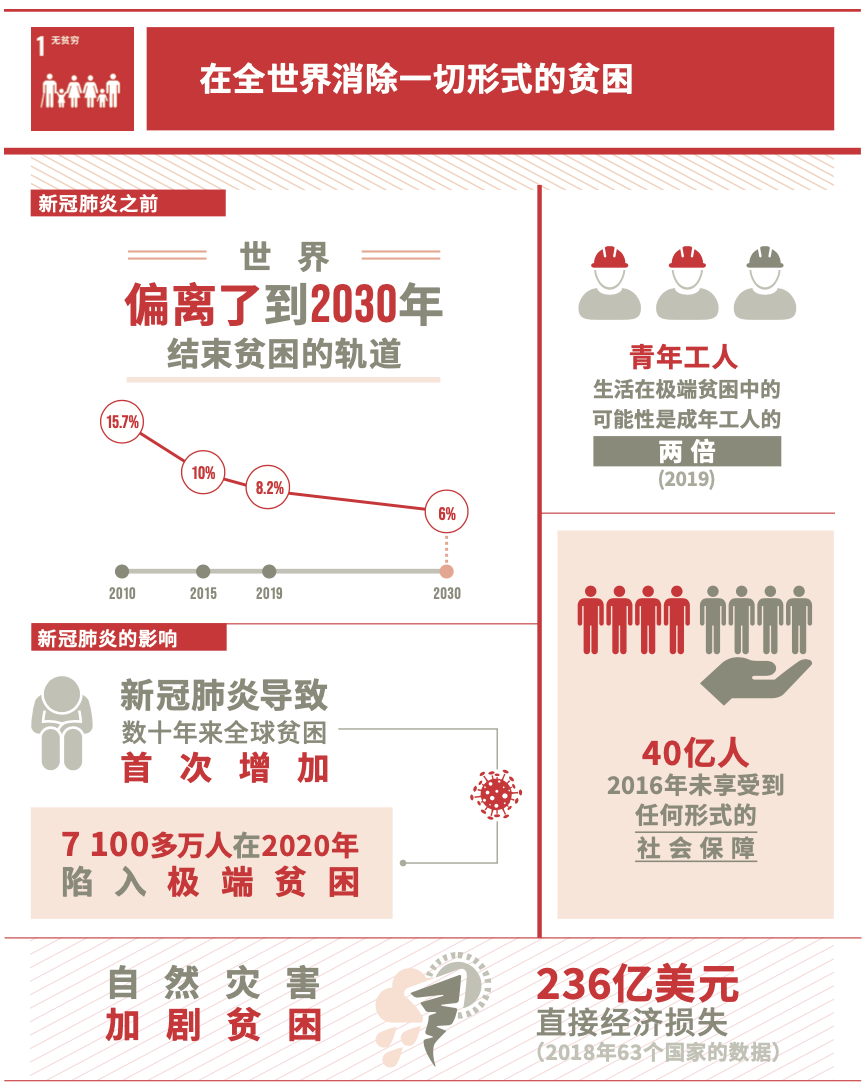 1 无贫穷
在全世界消除一切形式的贫困
新冠肺炎之前
世界
偏离了到2030年
结束贫困的轨道
15.7%
10%
8.2%
6%
2010 2015 2019 2030
青年工人
生活在极端贫困中的
可能性是成年工人的
两倍
(2019)
新冠肺炎的影响
新冠肺炎导致
数十年来全球贫困
首次增加
7 100多万人在2020年
陷入极端贫困
40亿人
2016年未享受到
任何形式的
社会保障
自然灾害
加剧贫困
236亿美元
直接经济损失
(2018年63个国家的数据)